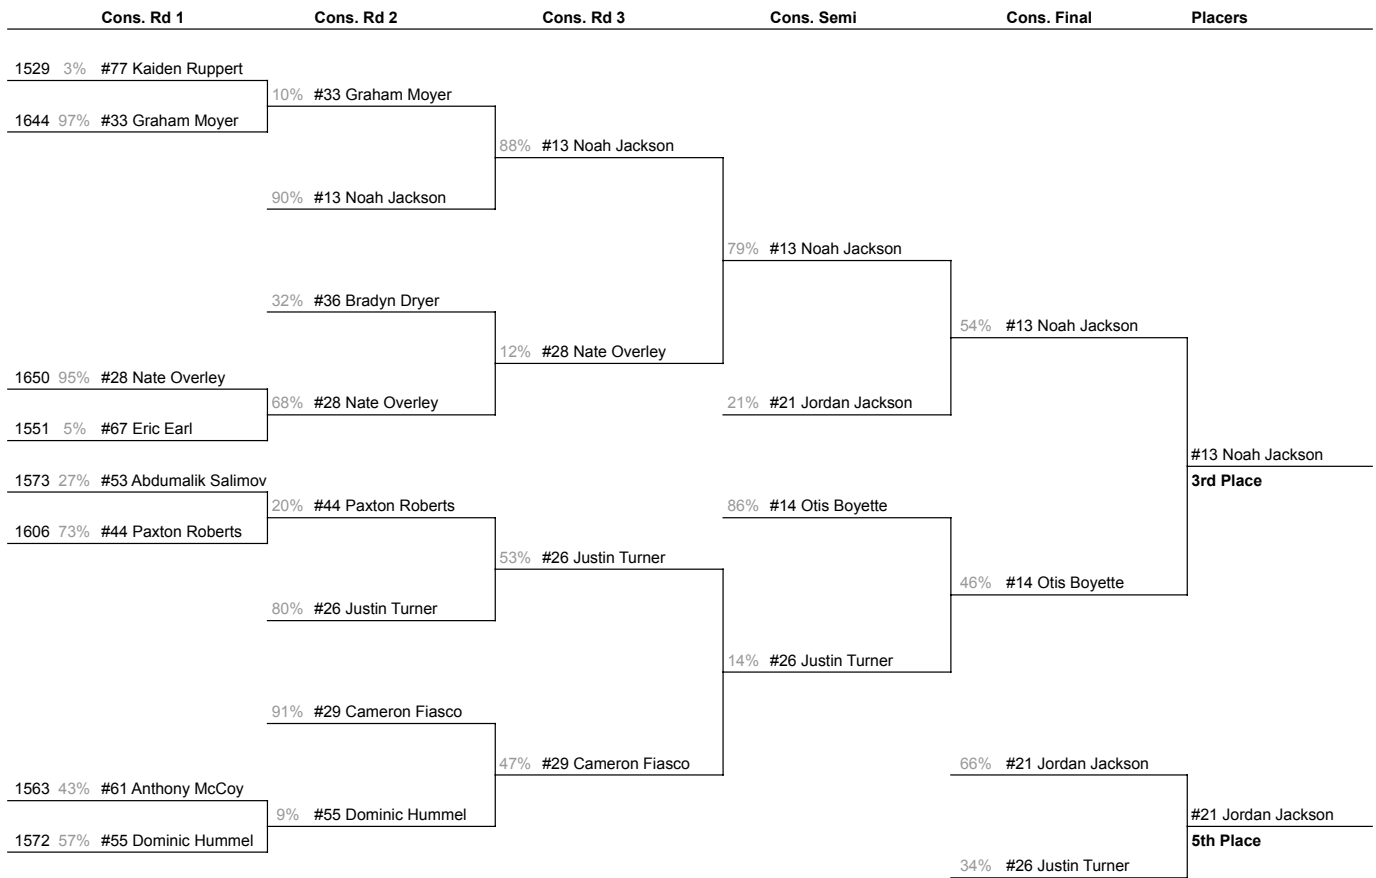 Cons. Rd 1 Cons. Rd 2 Cons. Rd 3 Cons. Semi Cons. Final Placers
1529 3% #77 Kaiden Ruppert
10% #33 Graham Moyer
1644 97% #33 Graham Moyer
88% #13 Noah Jackson
90% #13 Noah Jackson
79% #13 Noah Jackson
32% #36 Bradyn Dryer
54% #13 Noah Jackson
12% #28 Nate Overley
1650 95% #28 Nate Overley
68% #28 Nate Overley
21% #21 Jordan Jackson
1551 5% #67 Eric Earl
#13 Noah Jackson
1573 27% #53 Abdumalik Salimov
3rd Place
20% #44 Paxton Roberts
86% #14 Otis Boyette
1606 73% #44 Paxton Roberts
53% #26 Justin Turner
46% #14 Otis Boyette
80% #26 Justin Turner
14% #26 Justin Turner
91% #29 Cameron Fiasco
47% #29 Cameron Fiasco
66% #21 Jordan Jackson
1563 43% #61 Anthony McCoy
9% #55 Dominic Hummel
#21 Jordan Jackson
1572 57% #55 Dominic Hummel
5th Place
34% #26 Justin Turner